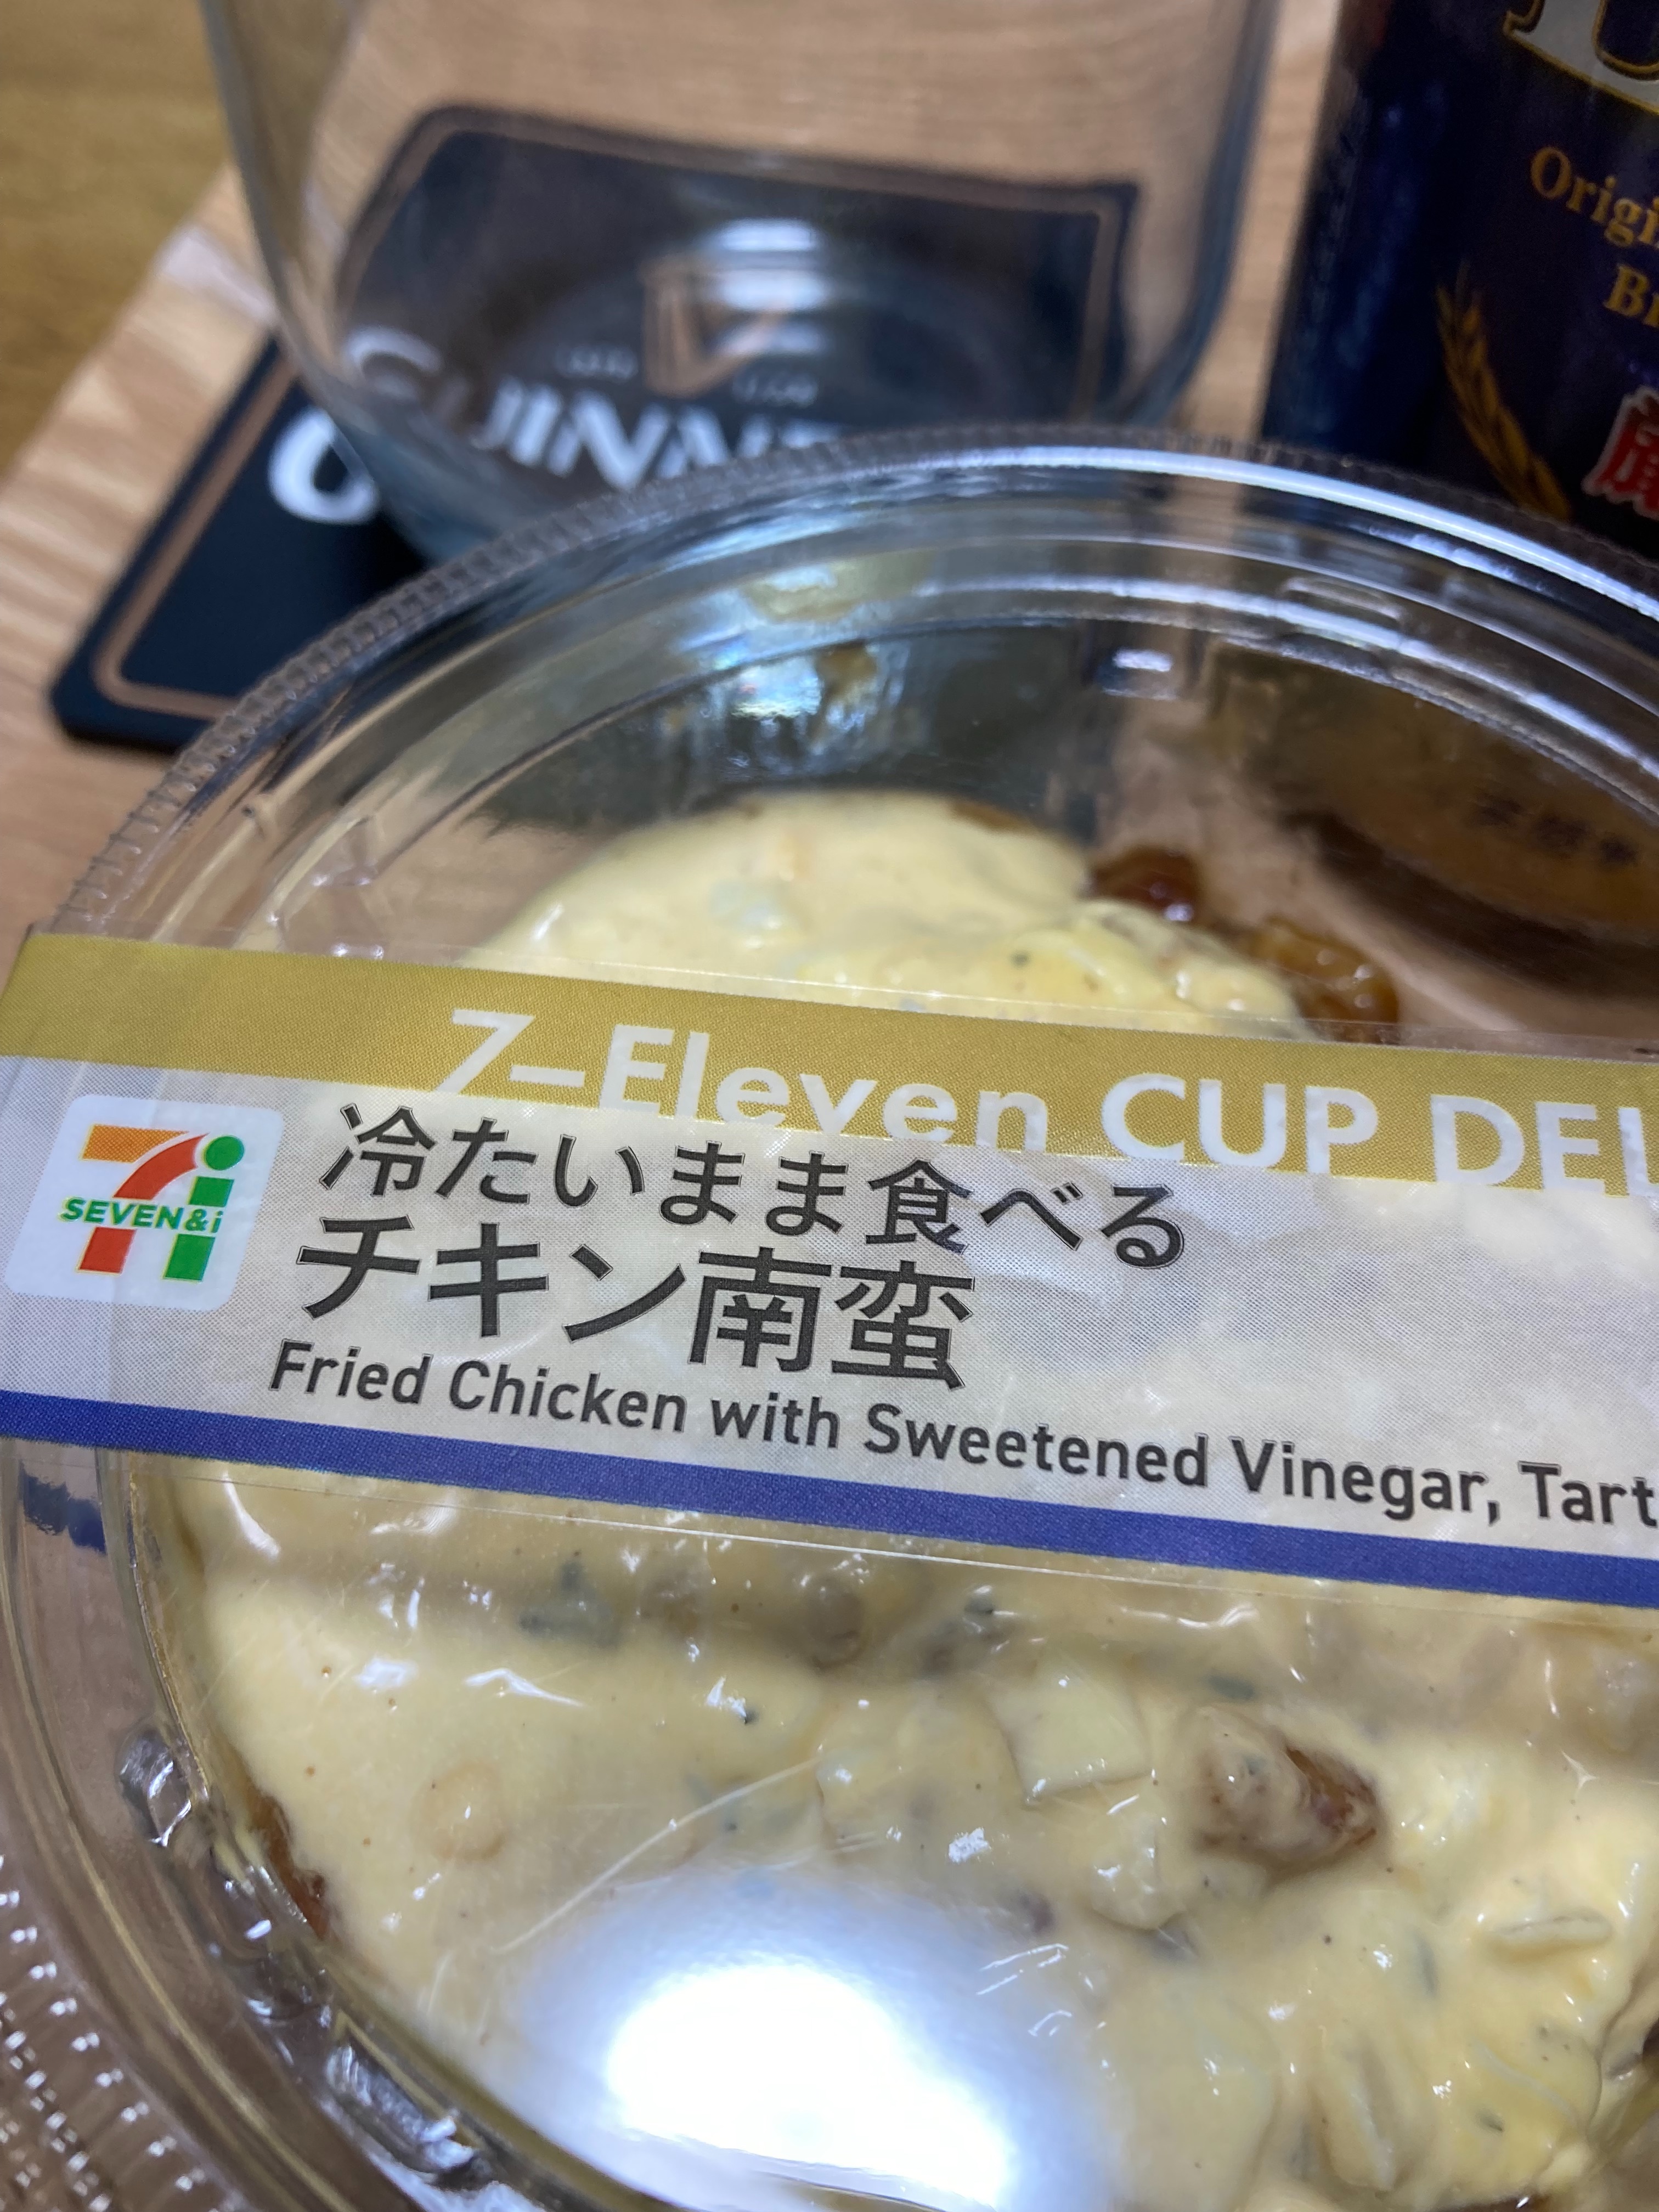 GUINN
Origi
7–Eleven CUP DEL
SEVEN&i
冷たいまま食べる
チキン南蛮
Fried Chicken with Sweetened Vinegar, Tart